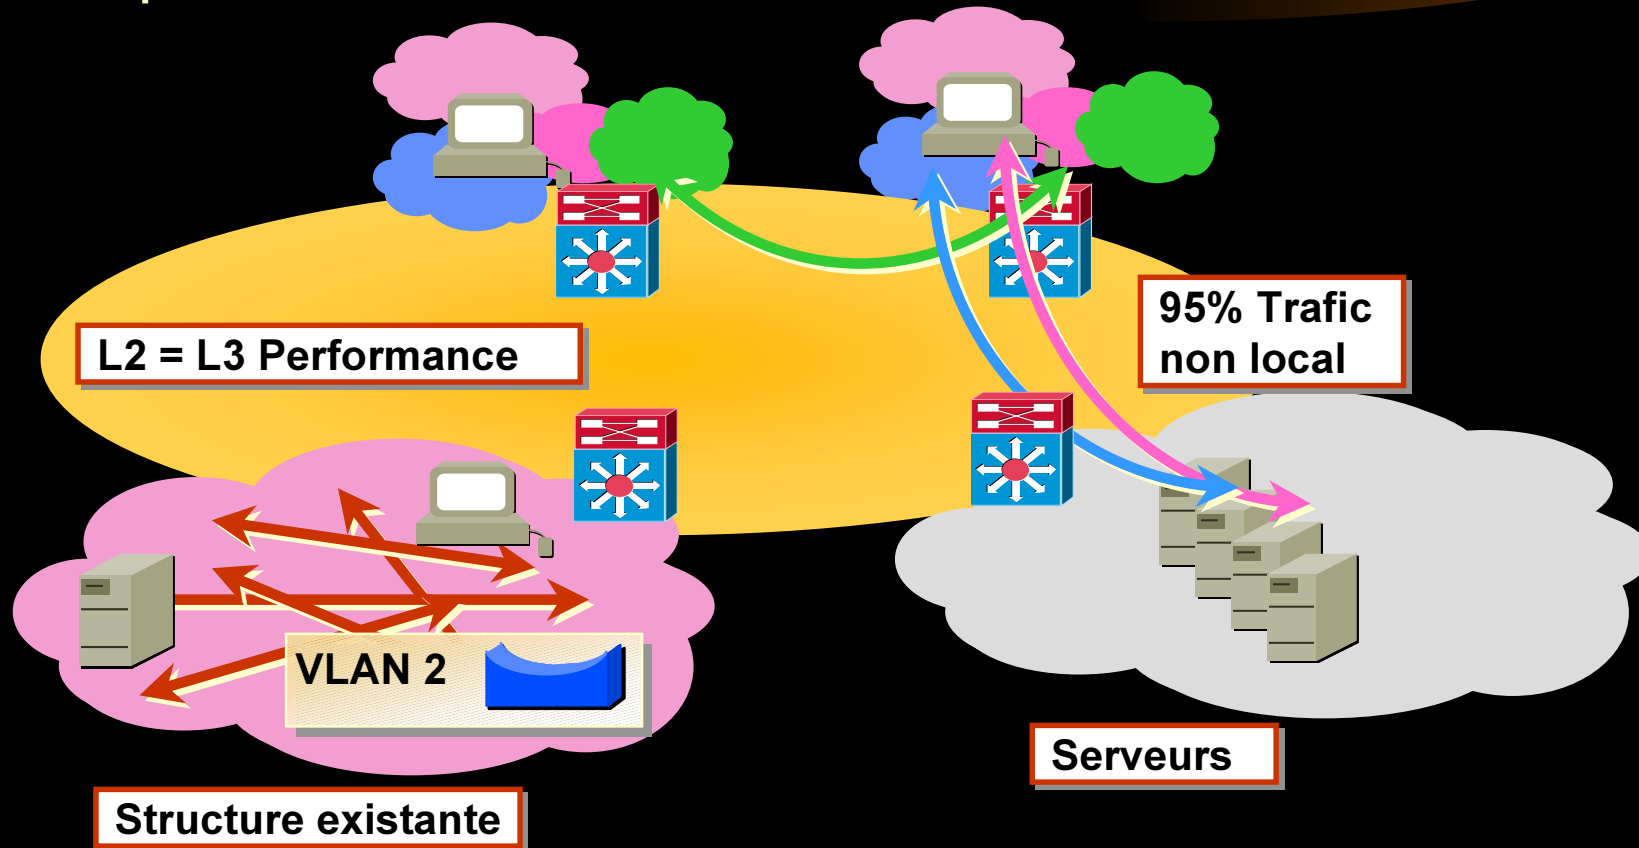 L2 = L3 Performance
95% Trafic
non local
VLAN 2
Serveurs
Structure existante